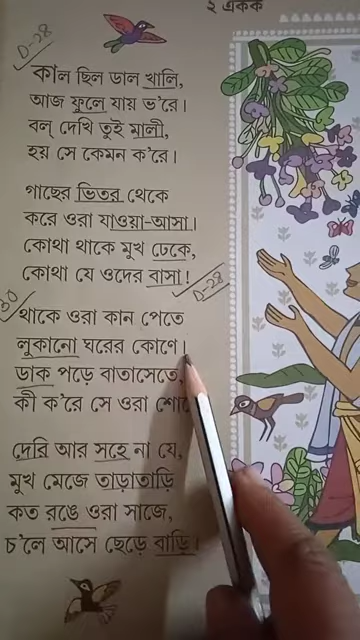 ২ একক
D-28
কাল ছিল ডাল খালি,
আজ ফুলে যায় ভ'রে।
বল্ দেখি তুই মালী,
হয় সে কেমন ক'রে।
গাছের ভিতর থেকে
করে ওরা যাওয়া-আসা।
কোথা থাকে মুখ ঢেকে,
কোথা যে ওদের বাসা!
D-28
30
থাকে ওরা কান পেতে
লুকানো ঘরের কোণে।
ডাক পড়ে বাতাসেতে,
কী ক'রে সে ওরা
দেরি আর সহে না যে,
মুখ মেজে তাড়াতাড়ি
কত রঙে ওরা সাজে,
চ'লে আসে ছেড়ে বাড়ি।